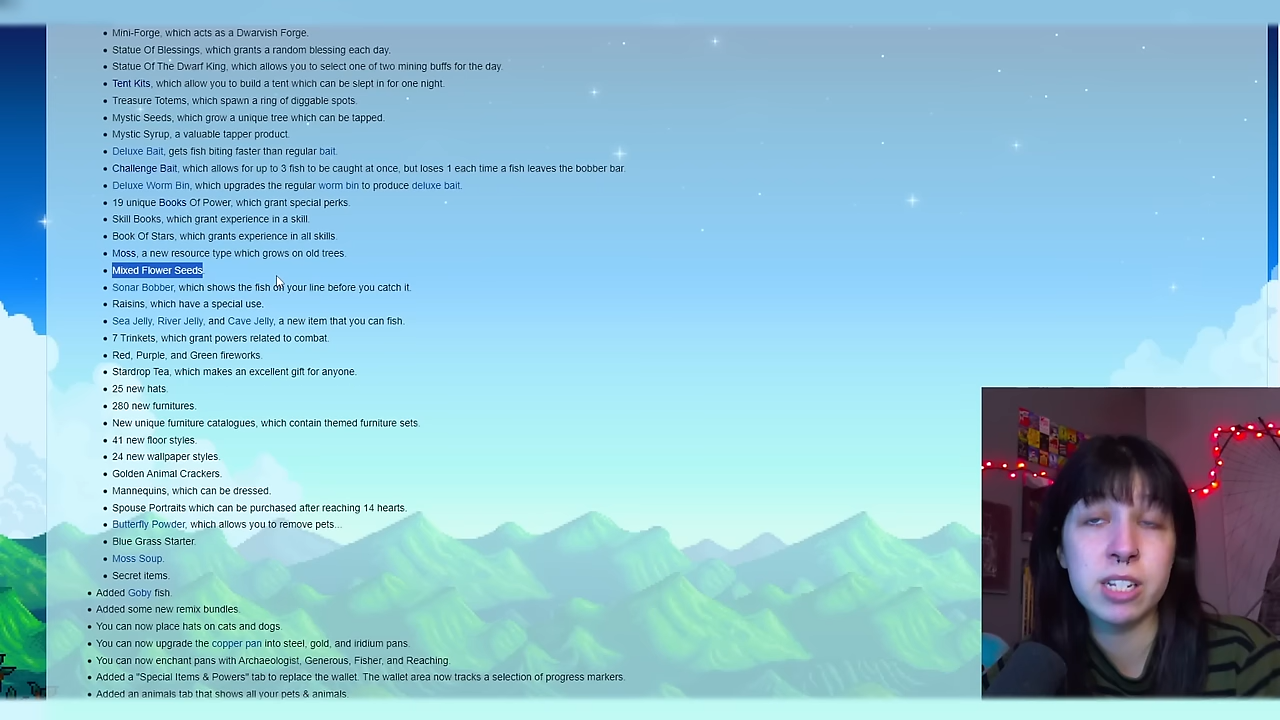 Mini-Forge, which acts as a Dwarvish Forge.
Statue Of Blessings, which grants a random blessing each day.
Statue Of The Dwarf King, which allows you to select one of two mining buffs for the day.
Tent Kits, which allow you to build a tent which can be slept in for one night.
Treasure Totems, which spawn a ring of diggable spots.
Mystic Seeds, which grow a unique tree which can be tapped.
Mystic Syrup, a valuable tapper product.
Deluxe Bait, gets fish biting faster than regular bait.
Challenge Bait, which allows for up to 3 fish to be caught at once, but loses 1 each time a fish leaves the bobber bar.
Deluxe Worm Bin, which upgrades the regular worm bin to produce deluxe bait.
19 unique Books Of Power, which grant special perks.
Skill Books, which grant experience in a skill.
Book Of Stars, which grants experience in all skills.
Moss, a new resource type which grows on old trees.
Mixed Flower Seeds
Sonar Bobber, which shows the fish on your line before you catch it.
Raisins, which have a special use.
Sea Jelly, River Jelly, and Cave Jelly, a new item that you can fish.
7 Trinkets, which grant powers related to combat.
Red, Purple, and Green fireworks.
Stardrop Tea, which makes an excellent gift for anyone.
25 new hats.
280 new furnitures.
New unique furniture catalogues, which contain themed furniture sets.
41 new floor styles.
24 new wallpaper styles.
Golden Animal Crackers.
Mannequins, which can be dressed.
Spouse Portraits which can be purchased after reaching 14 hearts.
Butterfly Powder, which allows you to remove pets...
Blue Grass Starter.
Moss Soup.
Secret items.
Added Goby fish.
Added some new remix bundles.
You can now place hats on cats and dogs.
You can now upgrade the copper pan into steel, gold, and iridium pans.
You can now enchant pans with Archaeologist, Generous, Fisher, and Reaching.
Added a "Special Items & Powers" tab to replace the wallet. The wallet area now tracks a selection of progress markers.
Added an animals tab that shows all your pets & animals.